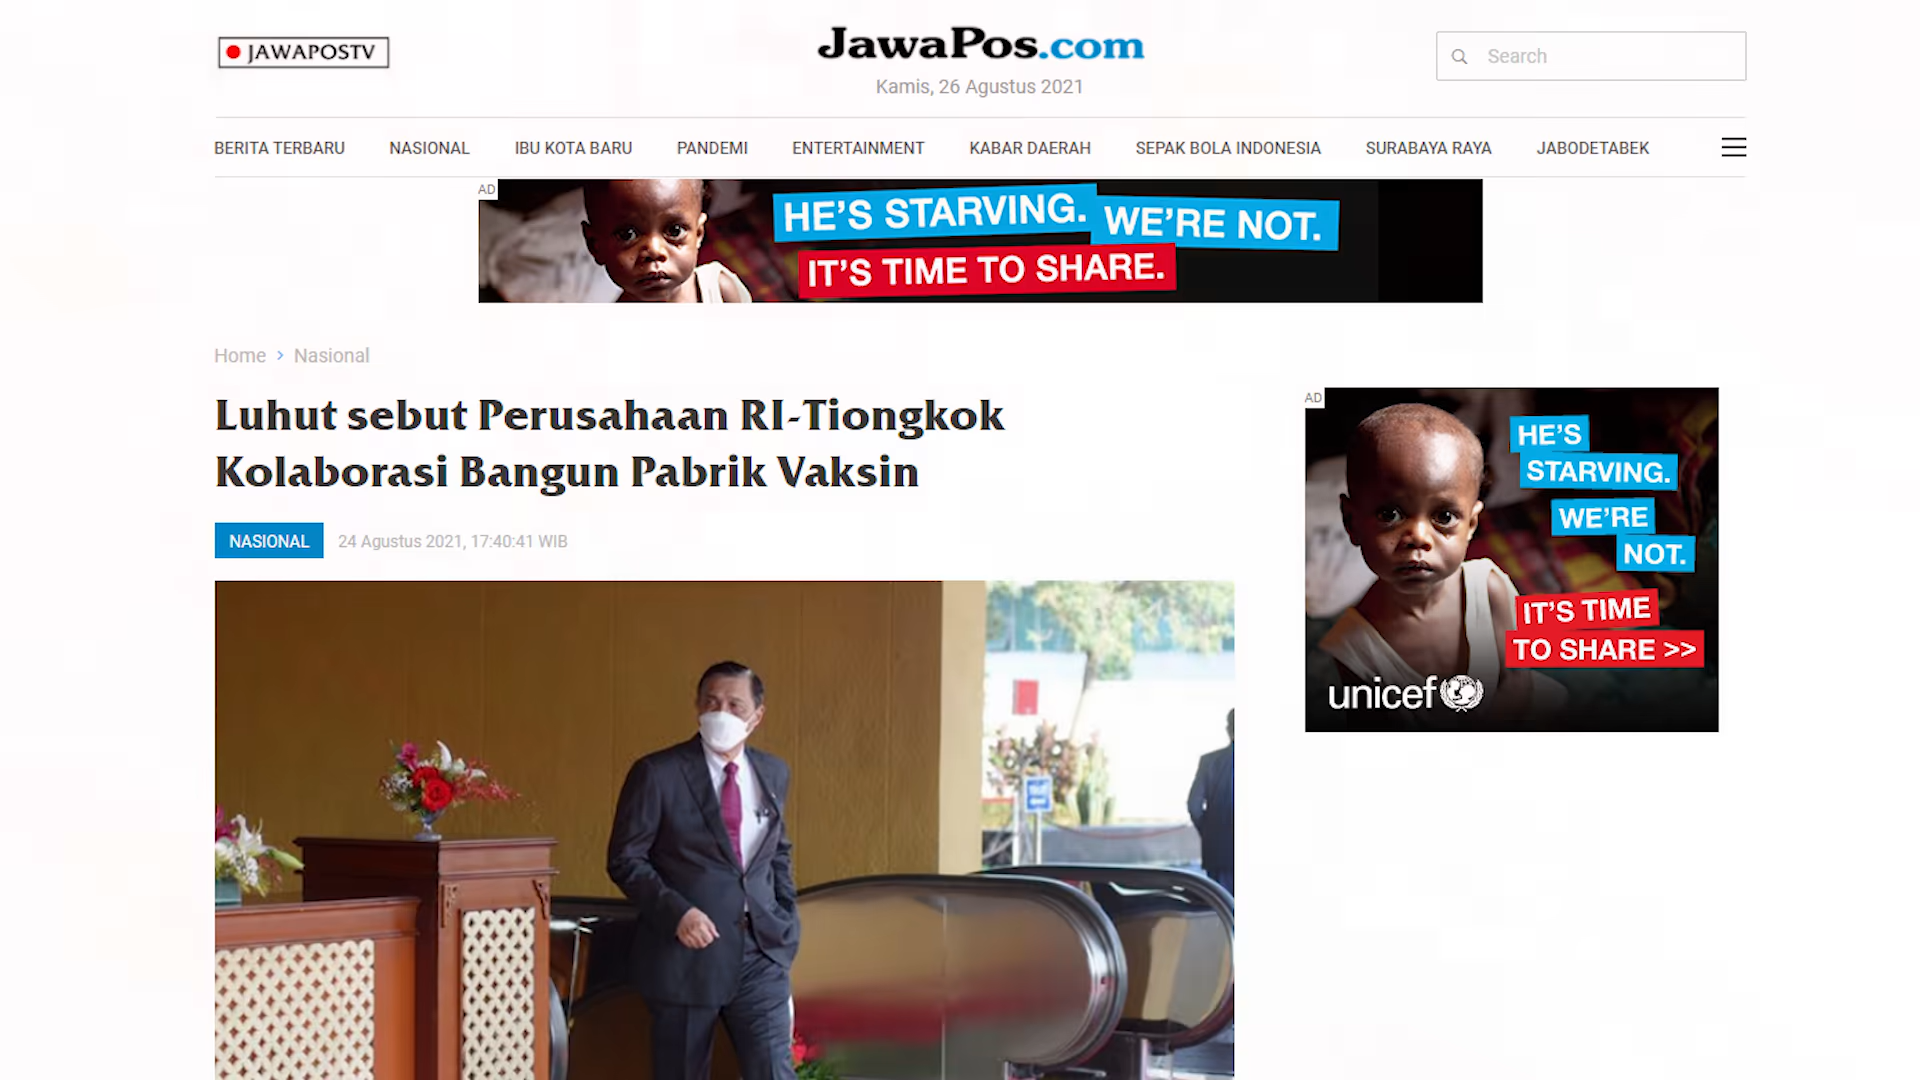 JAWAPOSTV
JawaPos.com
Kamis, 26 Agustus 2021
Search
BERITA TERBARU
NASIONAL
IBU KOTA BARU
PANDEMI
ENTERTAINMENT
KABAR DAERAH
SEPAK BOLA INDONESIA
SURABAYA RAYA
JABODETABEK
AD
HE'S STARVING.
WE'RE NOT.
IT'S TIME TO SHARE.
Home > Nasional
Luhut sebut Perusahaan RI-Tiongkok
Kolaborasi Bangun Pabrik Vaksin
NASIONAL
24 Agustus 2021, 17:40:41 WIB
AD
HE'S
STARVING.
WE'RE
NOT.
IT'S TIME
TO SHARE >>
unicef